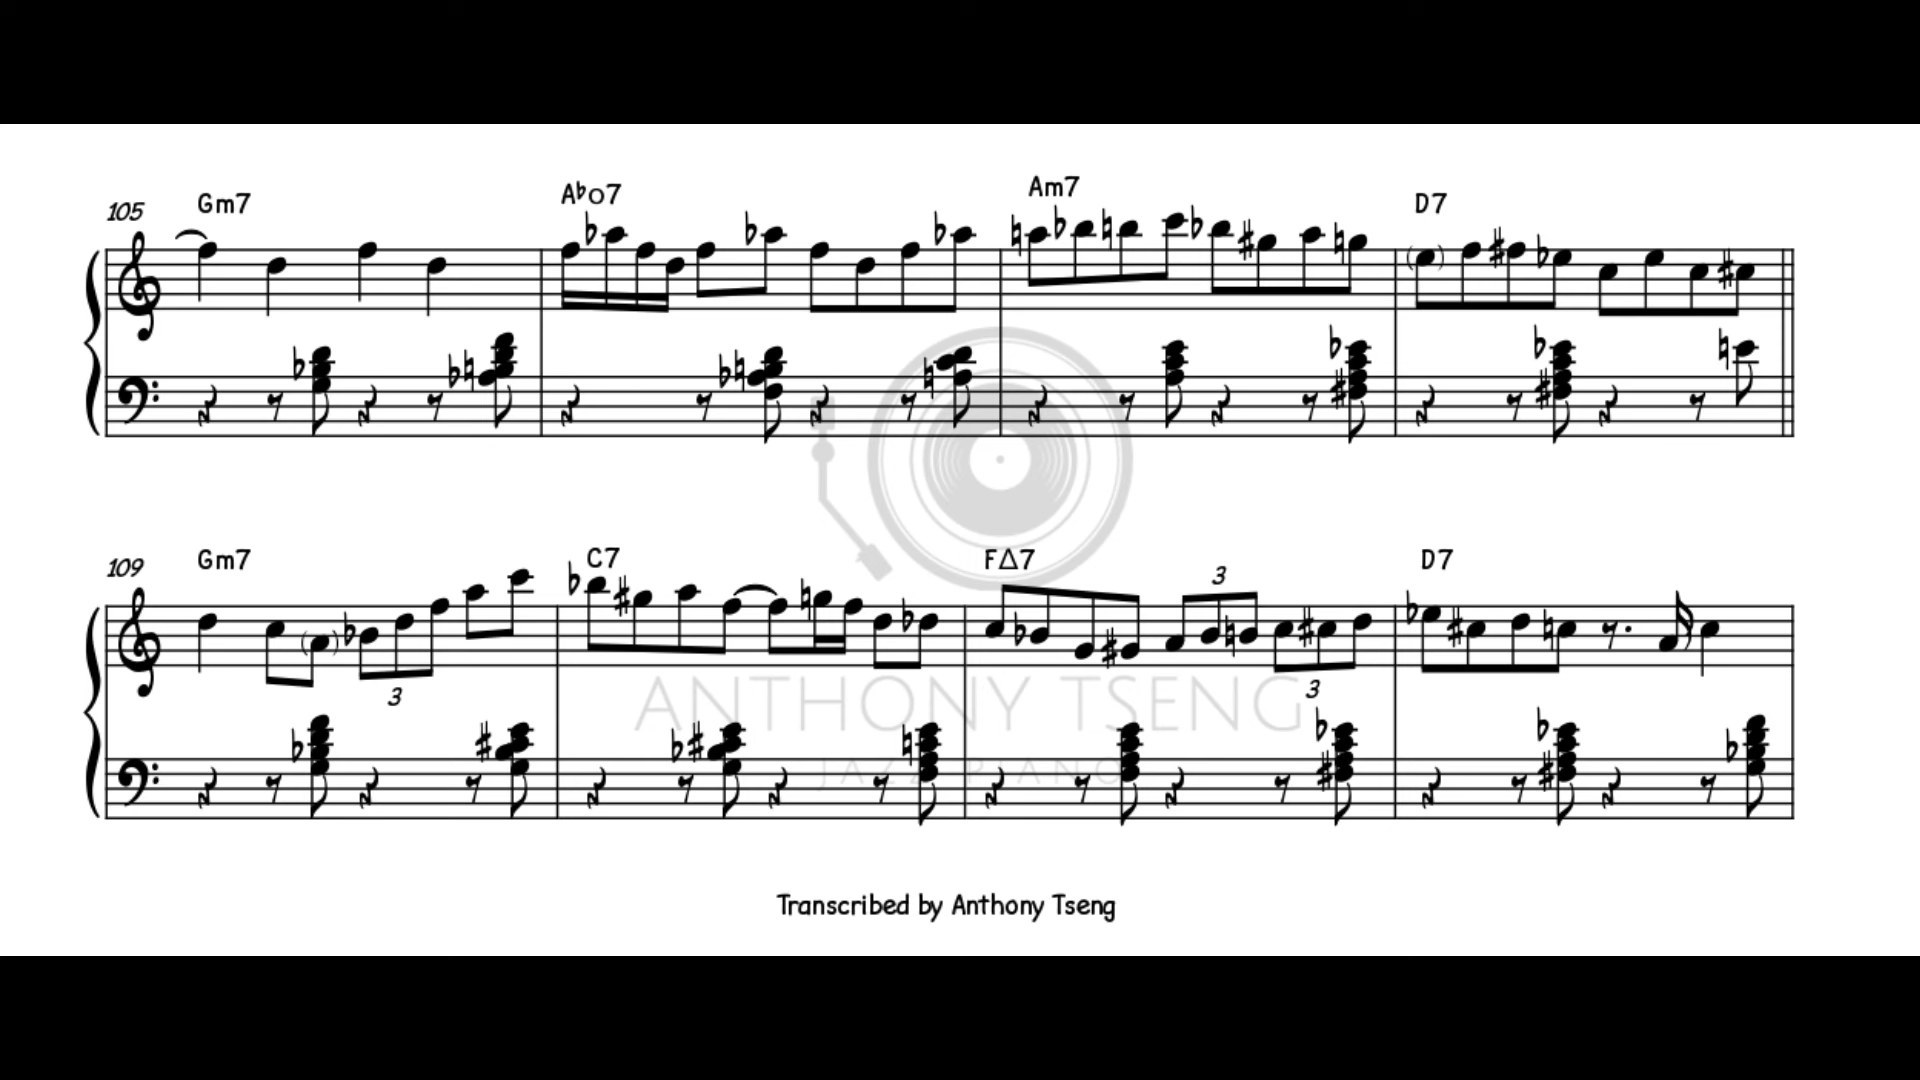 105 Gm7 A♭o7 Am7 D7
109 Gm7 C7 F△7 D7
3 3 3
ANTHONY TSENG
JAZZ PIANO
Transcribed by Anthony Tseng